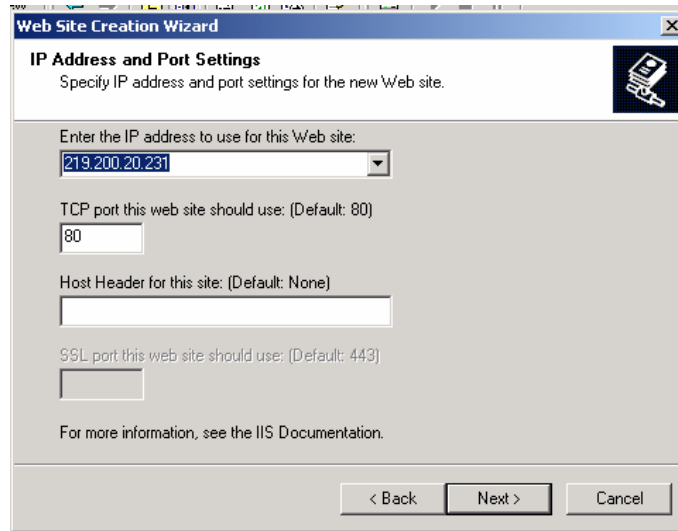 Web Site Creation Wizard
IP Address and Port Settings
Specify IP address and port settings for the new Web site.
Enter the IP address to use for this Web site:
219.200.20.231
TCP port this web site should use: (Default: 80)
80
Host Header for this site: (Default: None)
SSL port this web site should use: (Default: 443)
For more information, see the IIS Documentation.
< Back Next > Cancel